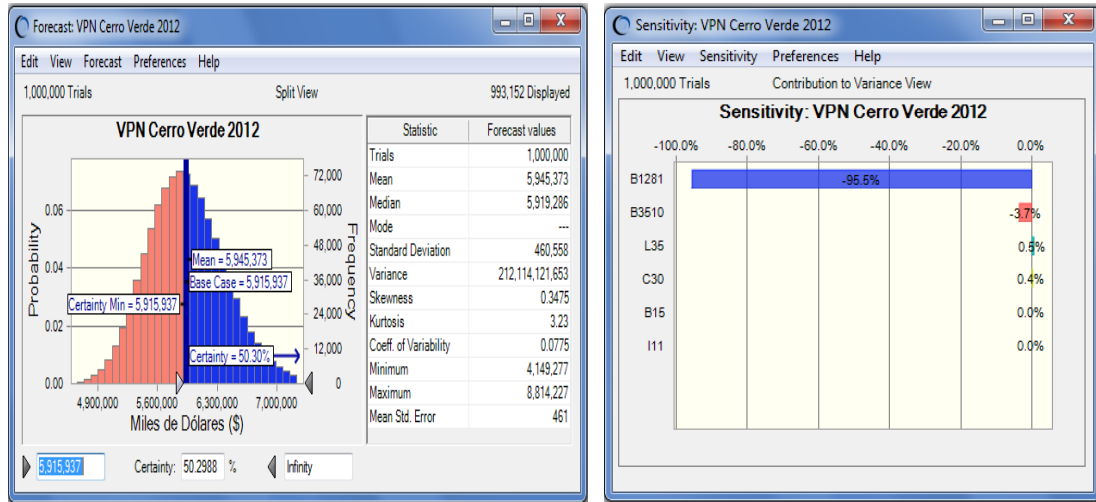 Forecast: VPN Cerro Verde 2012
Edit View Forecast Preferences Help
1,000,000 Trials Split View 993,152 Displayed
VPN Cerro Verde 2012
Probability
0.06
0.04
0.02
0.00
72,000
60,000
48,000
36,000
24,000
12,000
0
Frequency
Mean = 5,945,373
Base Case = 5,915,937
Certainty Min = 5,915,937
Certainty = 50.30%
4,900,000 5,600,000 6,300,000 7,000,000
Miles de Dólares ($)
Statistic Forecast values
Trials 1,000,000
Mean 5,945,373
Median 5,919,286
Mode ---
Standard Deviation 460,558
Variance 212,114,121,653
Skewness 0.3475
Kurtosis 3.23
Coeff. of Variability 0.0775
Minimum 4,149,277
Maximum 8,814,227
Mean Std. Error 461
5,915,937 Certainty: 50.2988 % Infinity
Sensitivity: VPN Cerro Verde 2012
Edit View Sensitivity Preferences Help
1,000,000 Trials Contribution to Variance View
Sensitivity: VPN Cerro Verde 2012
-100.0% -80.0% -60.0% -40.0% -20.0% 0.0%
B1281 -95.5%
B3510 -3.7%
L35 0.5%
C30 0.4%
B15 0.0%
I11 0.0%